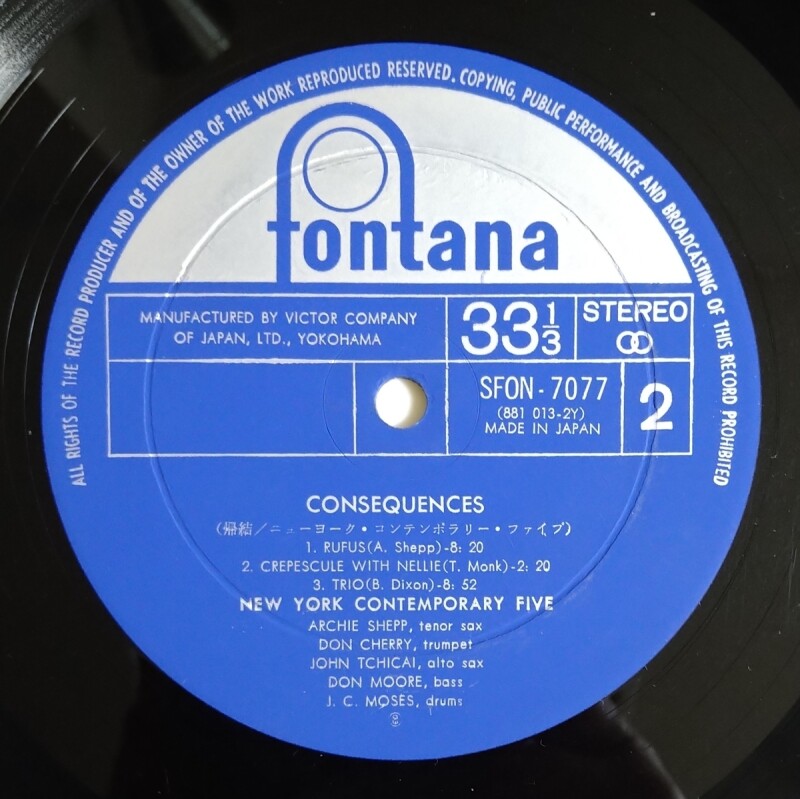 ALL RIGHTS OF THE RECORD PRODUCER AND OF THE OWNER OF THE WORK REPRODUCED RESERVED. COPYING, PUBLIC PERFORMANCE AND BROADCASTING OF THIS RECORD PROHIBITED
fontana
MANUFACTURED BY VICTOR COMPANY
OF JAPAN, LTD., YOKOHAMA
33 1/3
STEREO
SFON-7077
(881 013-2Y)
MADE IN JAPAN
2
CONSEQUENCES
(帰結/ニューヨーク・コンテンポラリー・ファイブ)
1. RUFUS(A. Shepp)-8: 20
2. CREPESCULE WITH NELLIE(T. Monk)-2: 20
3. TRIO(B. Dixon)-8: 52
NEW YORK CONTEMPORARY FIVE
ARCHIE SHEPP, tenor sax
DON CHERRY, trumpet
JOHN TCHICAI, alto sax
DON MOORE, bass
J. C. MOSES, drums